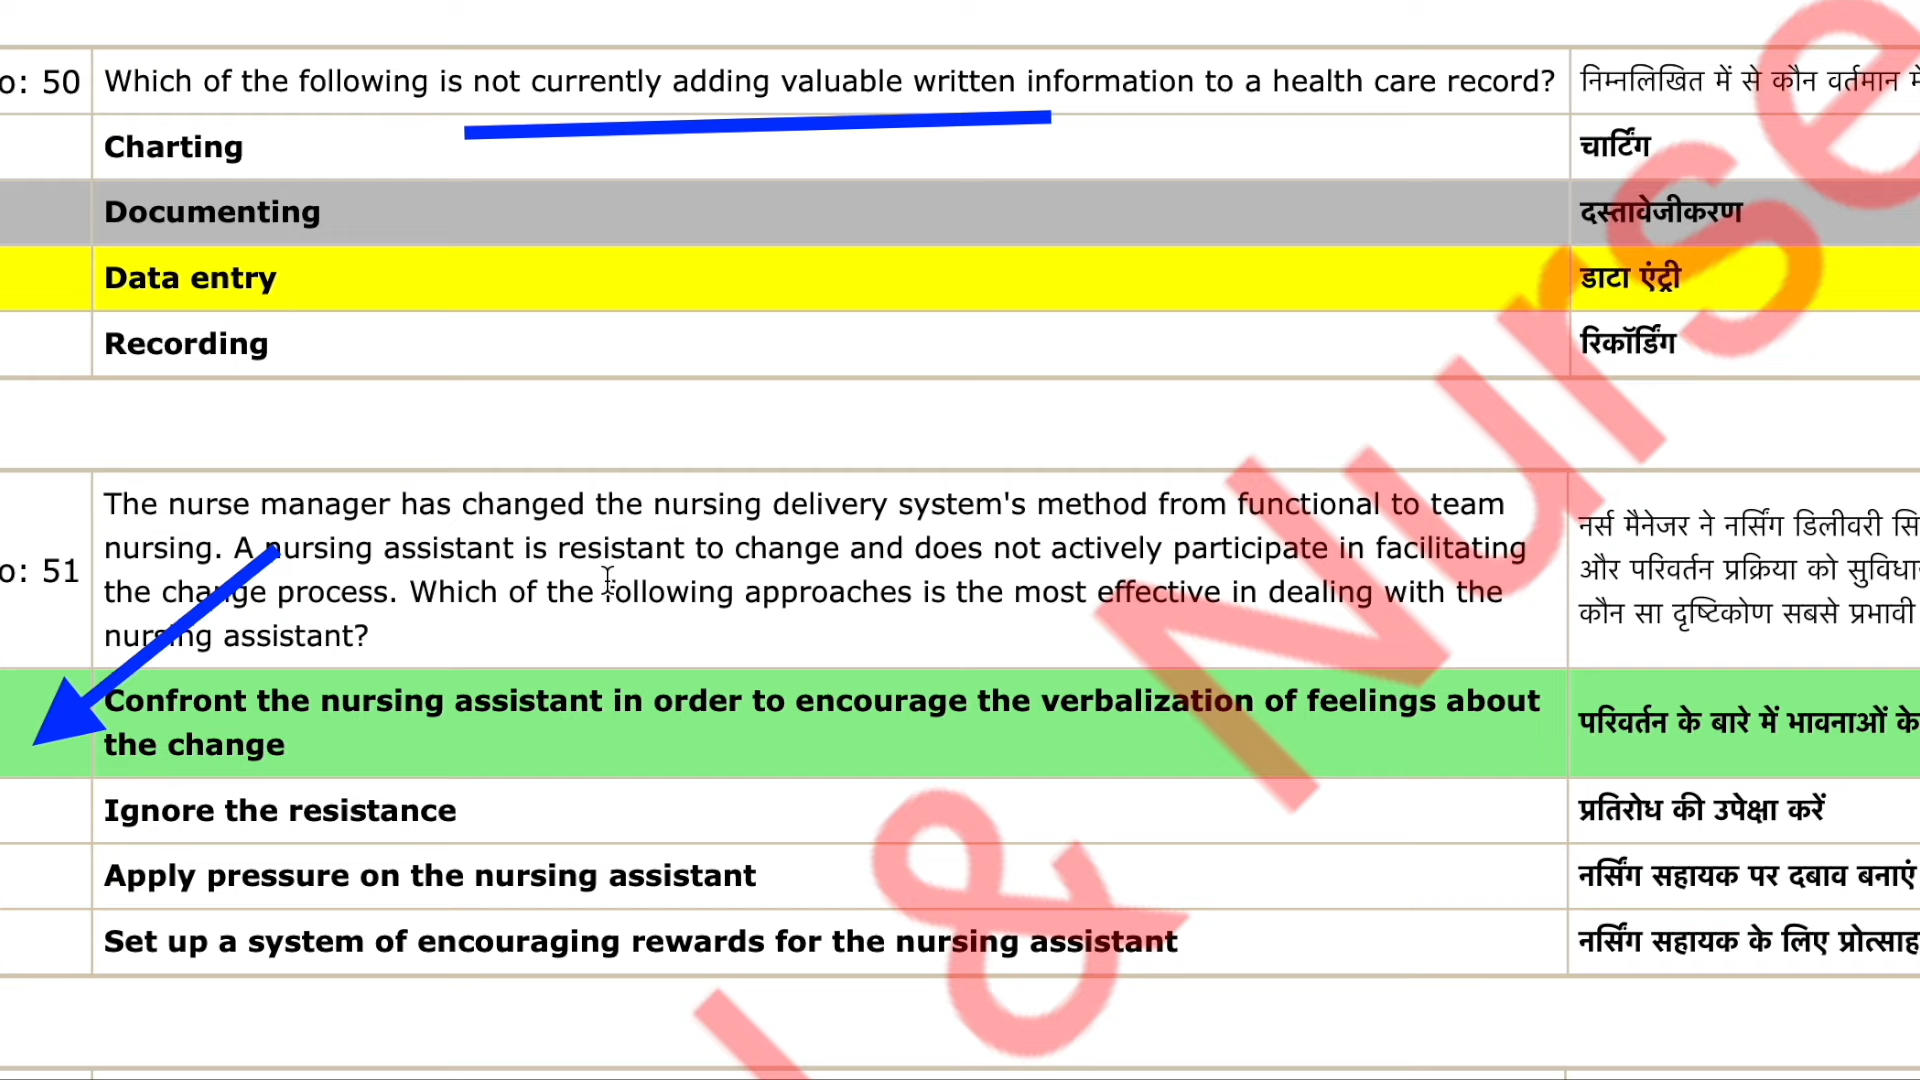 o: 50
Which of the following is not currently adding valuable written information to a health care record?
निम्नलिखित में से कौन वर्तमान में
Charting
चार्टिंग
Documenting
दस्तावेजीकरण
Data entry
डाटा एंट्री
Recording
रिकॉर्डिंग
o: 51
The nurse manager has changed the nursing delivery system's method from functional to team
nursing. A nursing assistant is resistant to change and does not actively participate in facilitating
the change process. Which of the following approaches is the most effective in dealing with the
nursing assistant?
नर्स मैनेजर ने नर्सिंग डिलीवरी सि
और परिवर्तन प्रक्रिया को सुविधा
कौन सा दृष्टिकोण सबसे प्रभावी
Confront the nursing assistant in order to encourage the verbalization of feelings about
the change
परिवर्तन के बारे में भावनाओं के
Ignore the resistance
प्रतिरोध की उपेक्षा करें
Apply pressure on the nursing assistant
नर्सिंग सहायक पर दबाव बनाएं
Set up a system of encouraging rewards for the nursing assistant
नर्सिंग सहायक के लिए प्रोत्साह
& Nurse